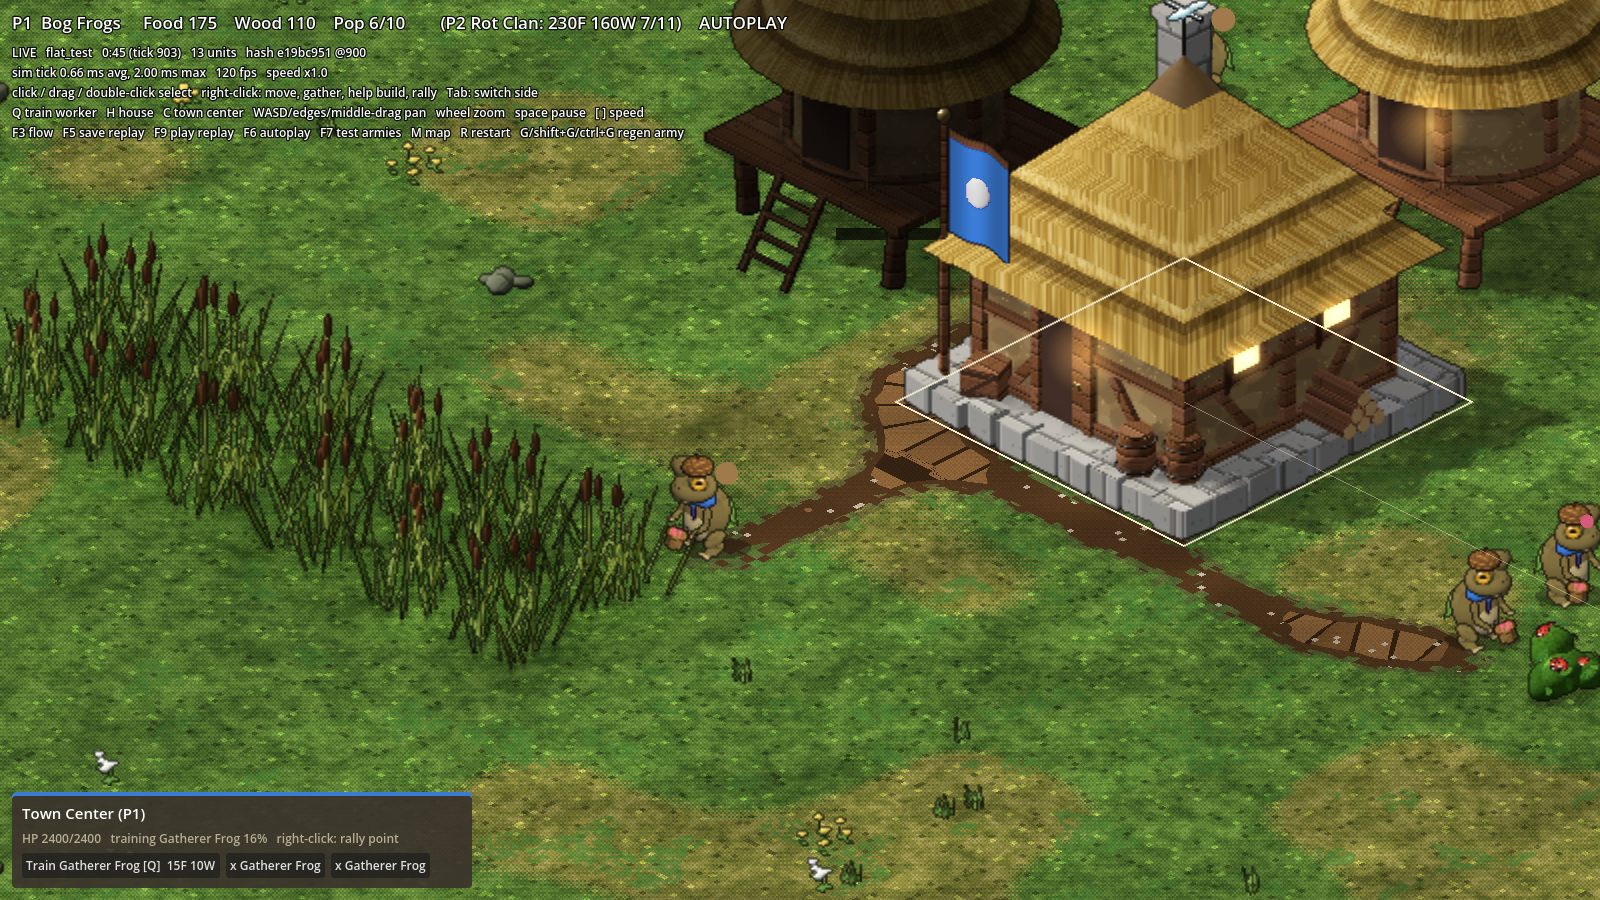 P1 Bog Frogs Food 175 Wood 110 Pop 6/10 (P2 Rot Clan: 230F 160W 7/11) AUTOPLAY
LIVE flat_test 0:45 (tick 903) 13 units hash e19bc951 @900
sim tick 0.66 ms avg, 2.00 ms max 120 fps speed x1.0
click / drag / double-click select right-click: move, gather, help build, rally Tab: switch side
Q train worker H house C town center WASD/edges/middle-drag pan wheel zoom space pause [ ] speed
F3 flow F5 save replay F9 play replay F6 autoplay F7 test armies M map R restart G/shift+G/ctrl+G regen army
Town Center (P1)
HP 2400/2400 training Gatherer Frog 16% right-click: rally point
Train Gatherer Frog [Q] 15F 10W x Gatherer Frog x Gatherer Frog